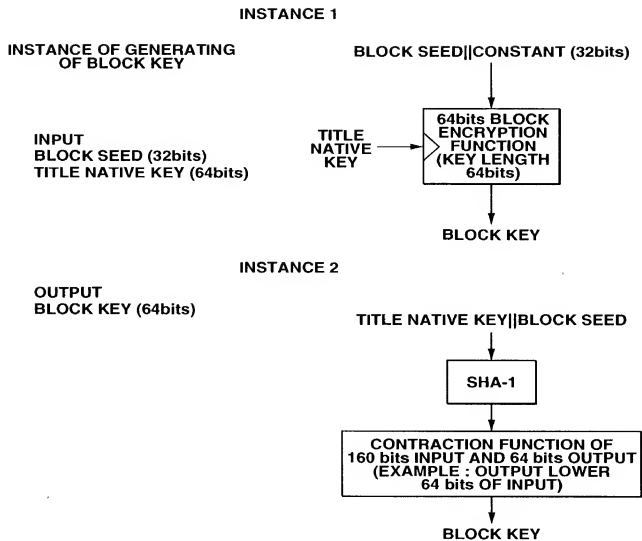 INSTANCE 1
INSTANCE OF GENERATING
OF BLOCK KEY
BLOCK SEED||CONSTANT (32bits)
INPUT
BLOCK SEED (32bits)
TITLE NATIVE KEY (64bits)
TITLE
NATIVE
KEY
64bits BLOCK
ENCRYPTION
FUNCTION
(KEY LENGTH
64bits)
BLOCK KEY
INSTANCE 2
OUTPUT
BLOCK KEY (64bits)
TITLE NATIVE KEY||BLOCK SEED
SHA-1
CONTRACTION FUNCTION OF
160 bits INPUT AND 64 bits OUTPUT
(EXAMPLE : OUTPUT LOWER
64 bits OF INPUT)
BLOCK KEY